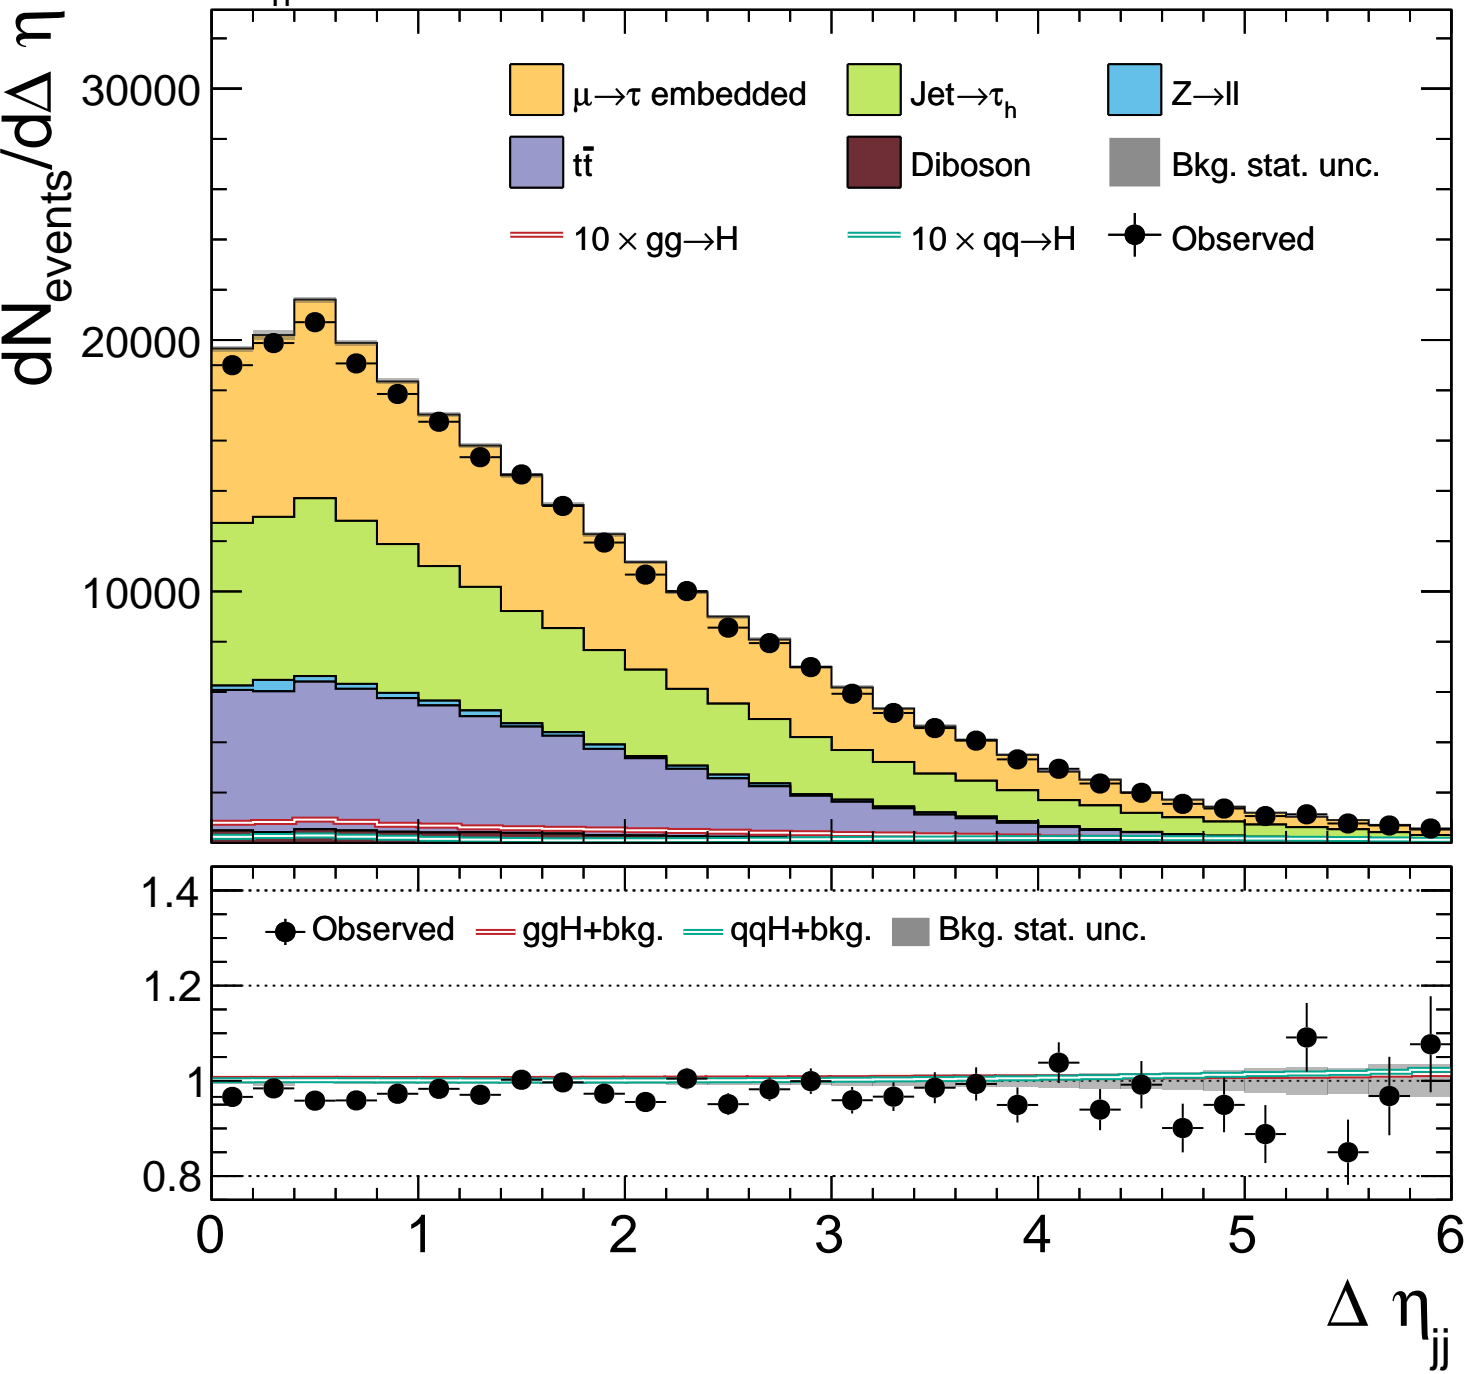 dN_events/dΔ η_jj
30000
20000
10000
μ→τ embedded
Jet→τ_h
Z→ll
tt̄
Diboson
Bkg. stat. unc.
10 × gg→H
10 × qq→H
Observed
1.4
1.2
1
0.8
Observed
ggH+bkg.
qqH+bkg.
Bkg. stat. unc.
0 1 2 3 4 5 6
Δ η_jj